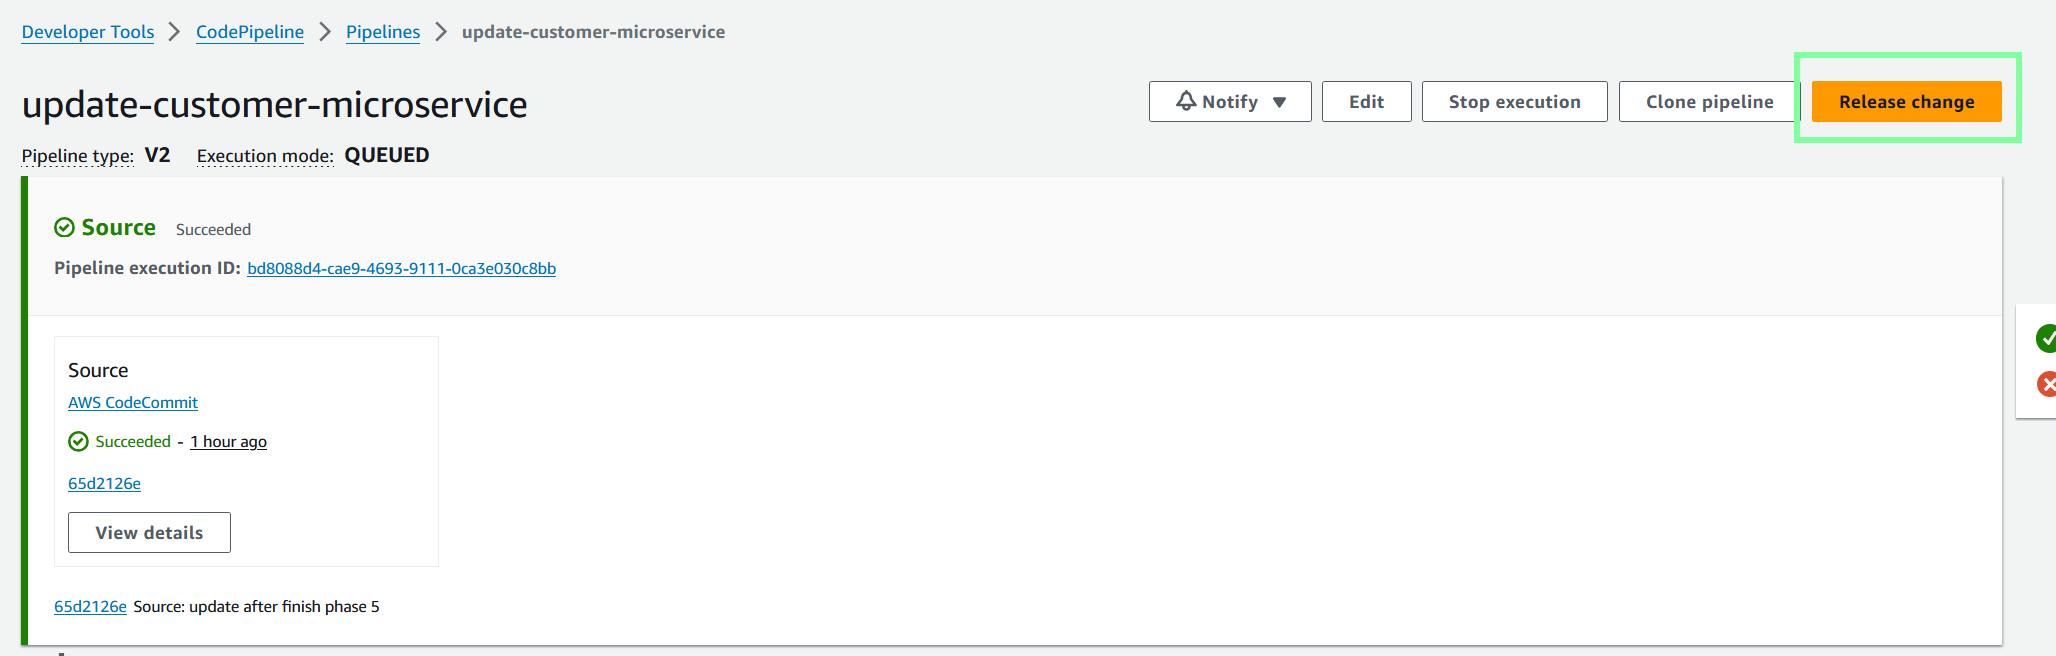 Developer Tools > CodePipeline > Pipelines > update-customer-microservice
update-customer-microservice
Notify ▼ Edit Stop execution Clone pipeline Release change
Pipeline type: V2 Execution mode: QUEUED
Source Succeeded
Pipeline execution ID: bd8088d4-cae9-4693-9111-0ca3e030c8bb
Source
AWS CodeCommit
Succeeded - 1 hour ago
65d2126e
View details
65d2126e Source: update after finish phase 5